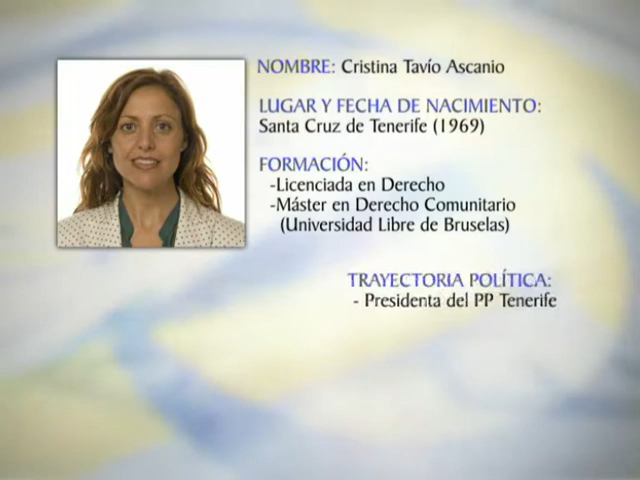 NOMBRE: Cristina Tavío Ascanio
LUGAR Y FECHA DE NACIMIENTO:
Santa Cruz de Tenerife (1969)
FORMACIÓN:
-Licenciada en Derecho
-Máster en Derecho Comunitario
(Universidad Libre de Bruselas)
TRAYECTORIA POLÍTICA:
- Presidenta del PP Tenerife